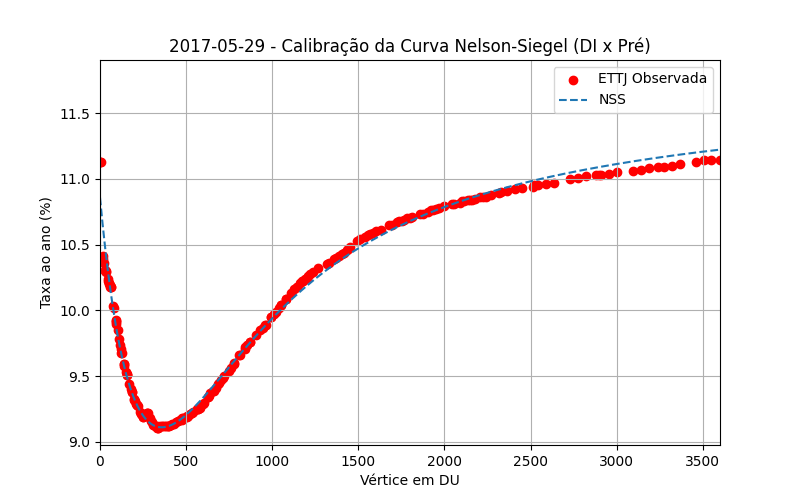 2017-05-29 - Calibração da Curva Nelson-Siegel (DI x Pré)
ETTJ Observada
NSS
Taxa ao ano (%)
11.5
11.0
10.5
10.0
9.5
9.0
0 500 1000 1500 2000 2500 3000 3500
Vértice em DU